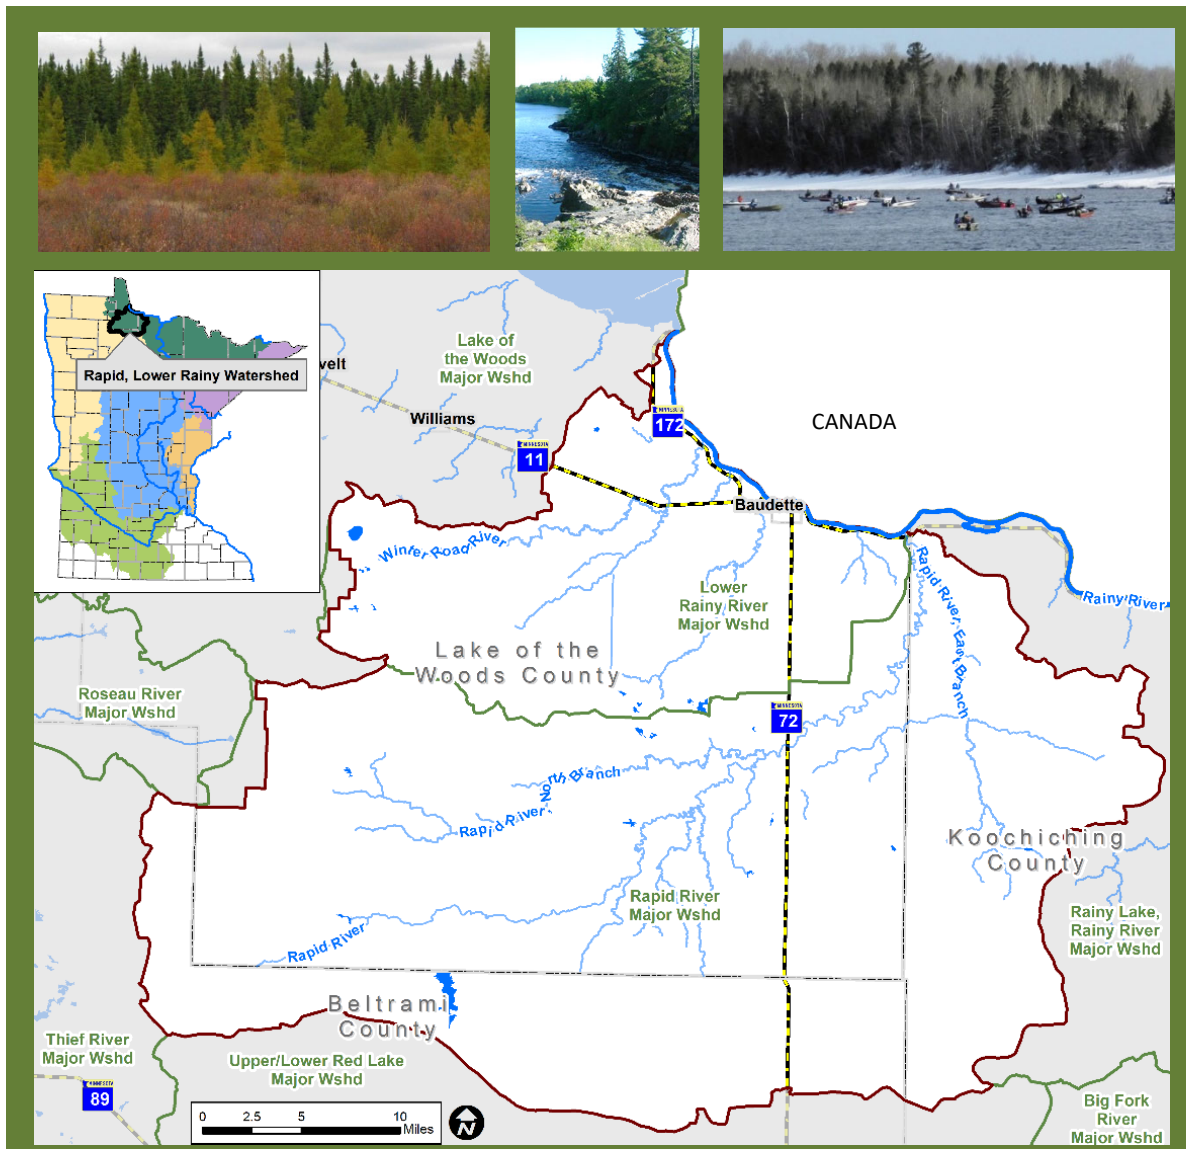 Rapid, Lower Rainy Watershed
velt
Williams
Lake of
the Woods
Major Wshd
MINNESOTA
172
CANADA
MINNESOTA
11
Baudette
Winter Road River
Rapid River, East Branch
Rainy River
Lower
Rainy River
Major Wshd
Lake of the
Woods County
Roseau River
Major Wshd
MINNESOTA
72
Rapid River, North Branch
Koochiching
County
Rapid River
Major Wshd
Rainy Lake,
Rainy River
Major Wshd
Rapid River
Beltrami
County
Thief River
Major Wshd
Upper/Lower Red Lake
Major Wshd
MINNESOTA
89
0 2.5 5 10
Miles
N
Big Fork
River
Major Wshd